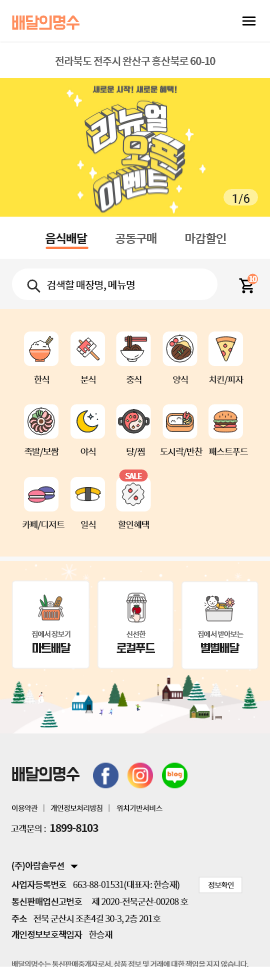 배달의명수
전라북도 전주시 완산구 홍산북로 60-10
새로운 시작! 새로운 혜택!
리뉴얼
오픈
이벤트
1/6
음식배달 공동구매 마감할인
검색할 매장명, 메뉴명
한식 분식 중식 양식 치킨/피자
족발/보쌈 야식 탕/찜 도시락/반찬 패스트푸드
SALE
카페/디저트 일식 할인혜택
집에서 장보기 신선한 집에서 받아보는
마트배달 로컬푸드 별별배달
배달의명수
blog
이용약관 | 개인정보처리방침 | 위치기반서비스
고객문의 : 1899-8103
(주)아람솔루션
사업자등록번호 663-88-01531(대표자: 한승재) 정보확인
통신판매업신고번호 제 2020-전북군산-00208 호
주소 전북 군산시 조촌4길 30-3, 2층 201호
개인정보보호책임자 한승재
배달의명수는 통신판매중개자로서, 상품 정보 및 거래에 대한 책임을 지지 않습니다.